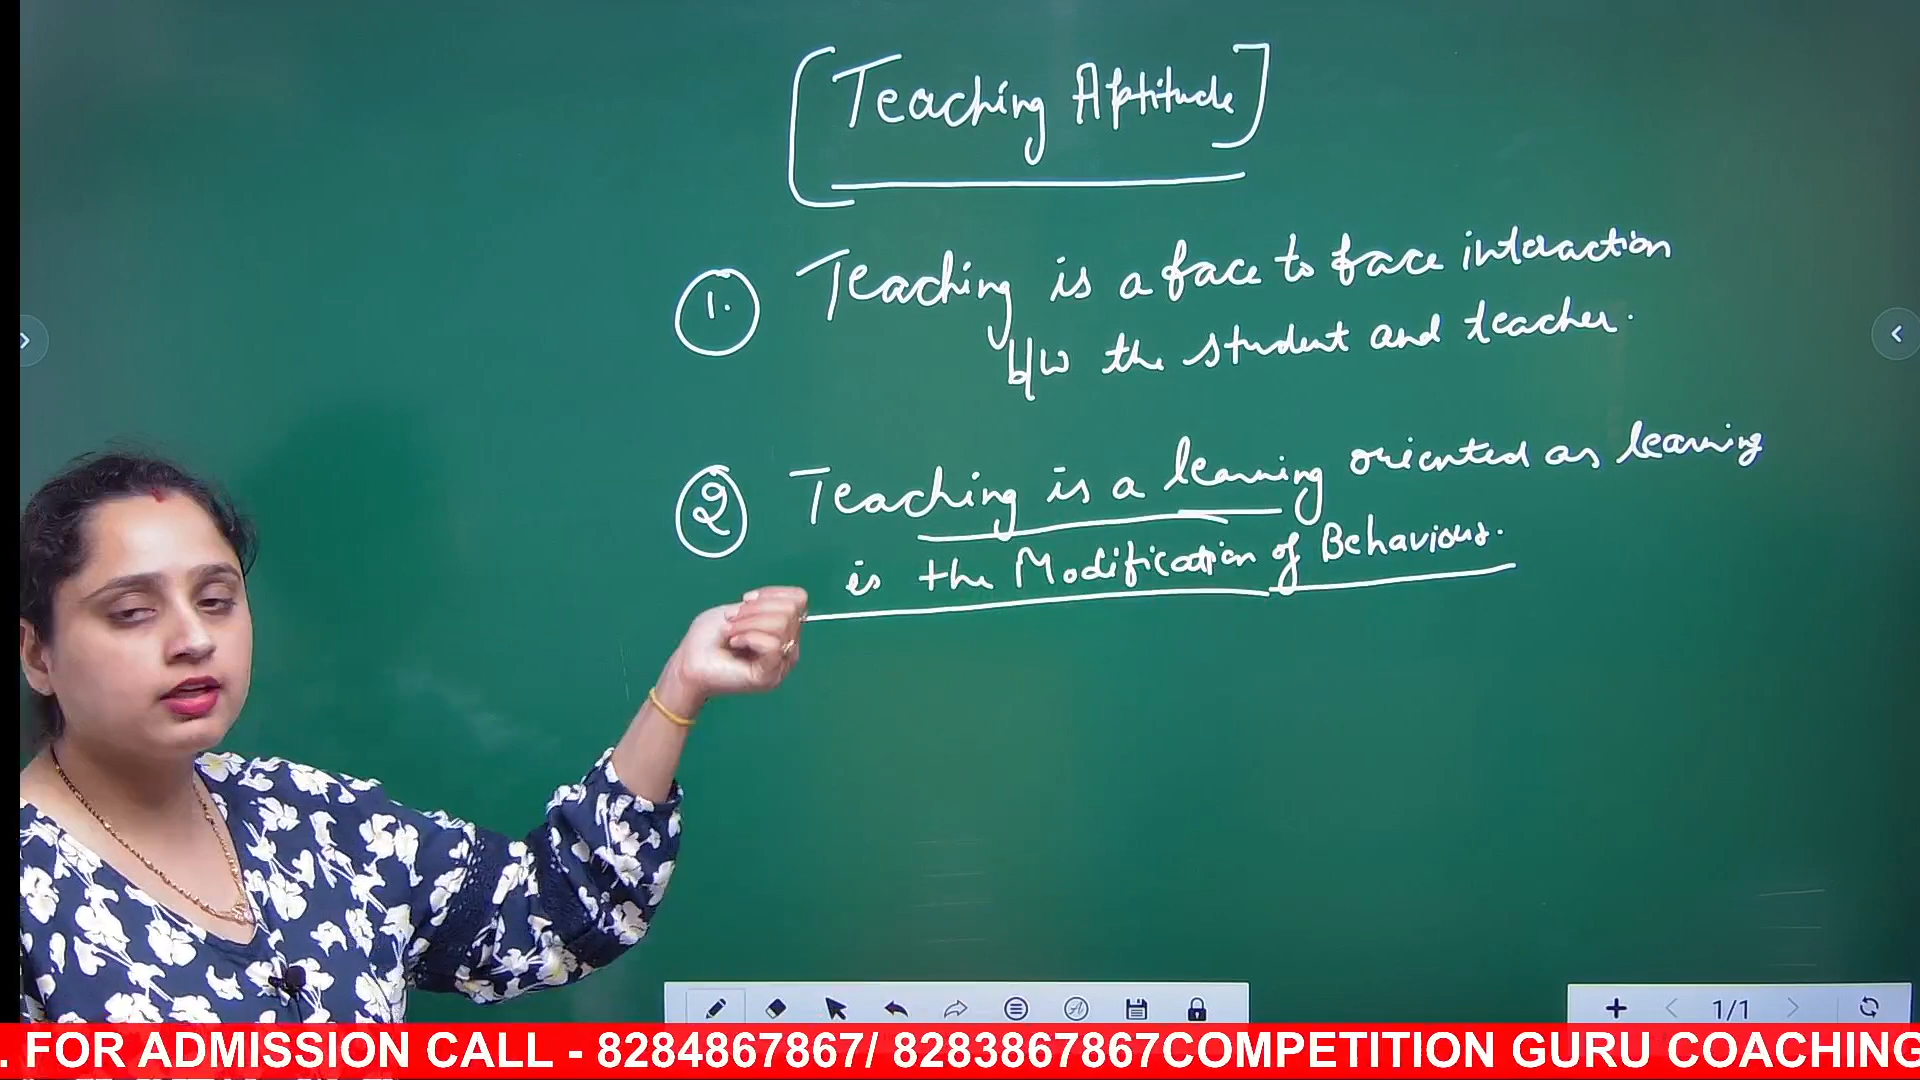 [Teaching Aptitude]
1. Teaching is a face to face interaction
b/w the student and teacher.
2 Teaching is a learning oriented as learning
is the Modification of Behaviour.
1/1
. FOR ADMISSION CALL - 8284867867/ 8283867867COMPETITION GURU COACHING